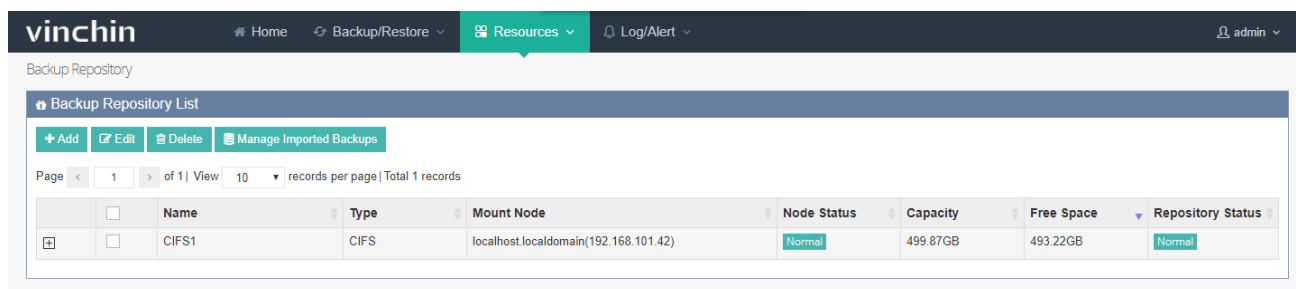 vinchin Home Backup/Restore Resources Log/Alert admin
Backup Repository
Backup Repository List
Add Edit Delete Manage Imported Backups
Page < 1 > of 1| View 10 records per page| Total 1 records
Name Type Mount Node Node Status Capacity Free Space Repository Status
CIFS1 CIFS localhost.localdomain(192.168.101.42) Normal 499.87GB 493.22GB Normal